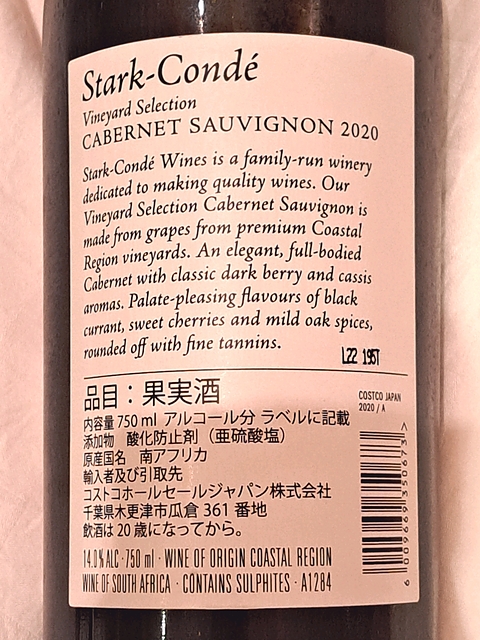 Stark-Condé
Vineyard Selection
CABERNET SAUVIGNON 2020
Stark-Condé Wines is a family-run winery
dedicated to making quality wines. Our
Vineyard Selection Cabernet Sauvignon is
made from grapes from premium Coastal
Region vineyards. An elegant, full-bodied
Cabernet with classic dark berry and cassis
aromas. Palate-pleasing flavours of black
currant, sweet cherries and mild oak spices,
rounded off with fine tannins.
L22 195T
品目：果実酒
内容量 750 ml アルコール分 ラベルに記載
添加物 酸化防止剤（亜硫酸塩）
原産国名 南アフリカ
輸入者及び引取先
コストコホールセールジャパン株式会社
千葉県木更津市瓜倉 361 番地
飲酒は 20 歳になってから。
COSTCO JAPAN
2020 / A
6 009669 350673 >
14.0 % ALC · 750 ml · WINE OF ORIGIN COASTAL REGION
WINE OF SOUTH AFRICA · CONTAINS SULPHITES · A1284